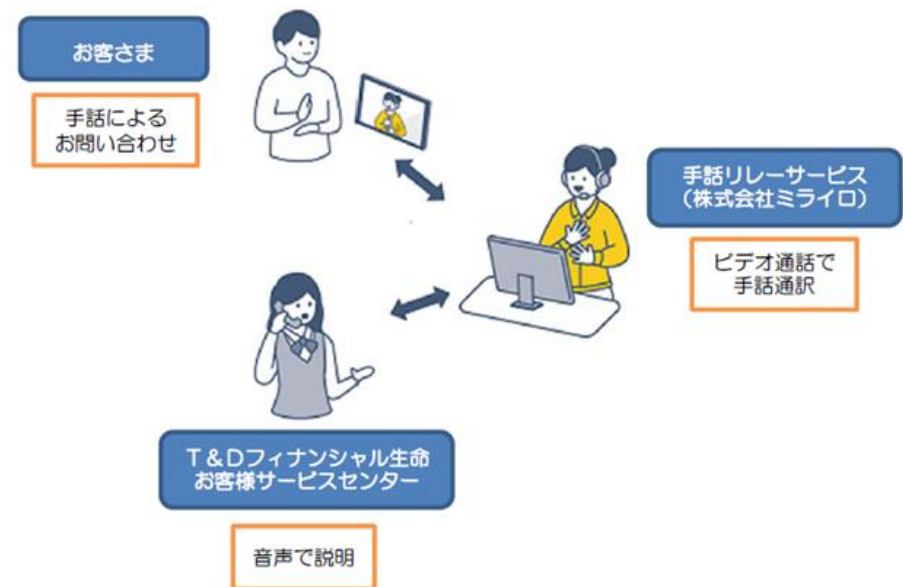 お客さま
手話による
お問い合わせ
手話リレーサービス
(株式会社ミライロ)
ビデオ通話で
手話通訳
T&Dフィナンシャル生命
お客様サービスセンター
音声で説明